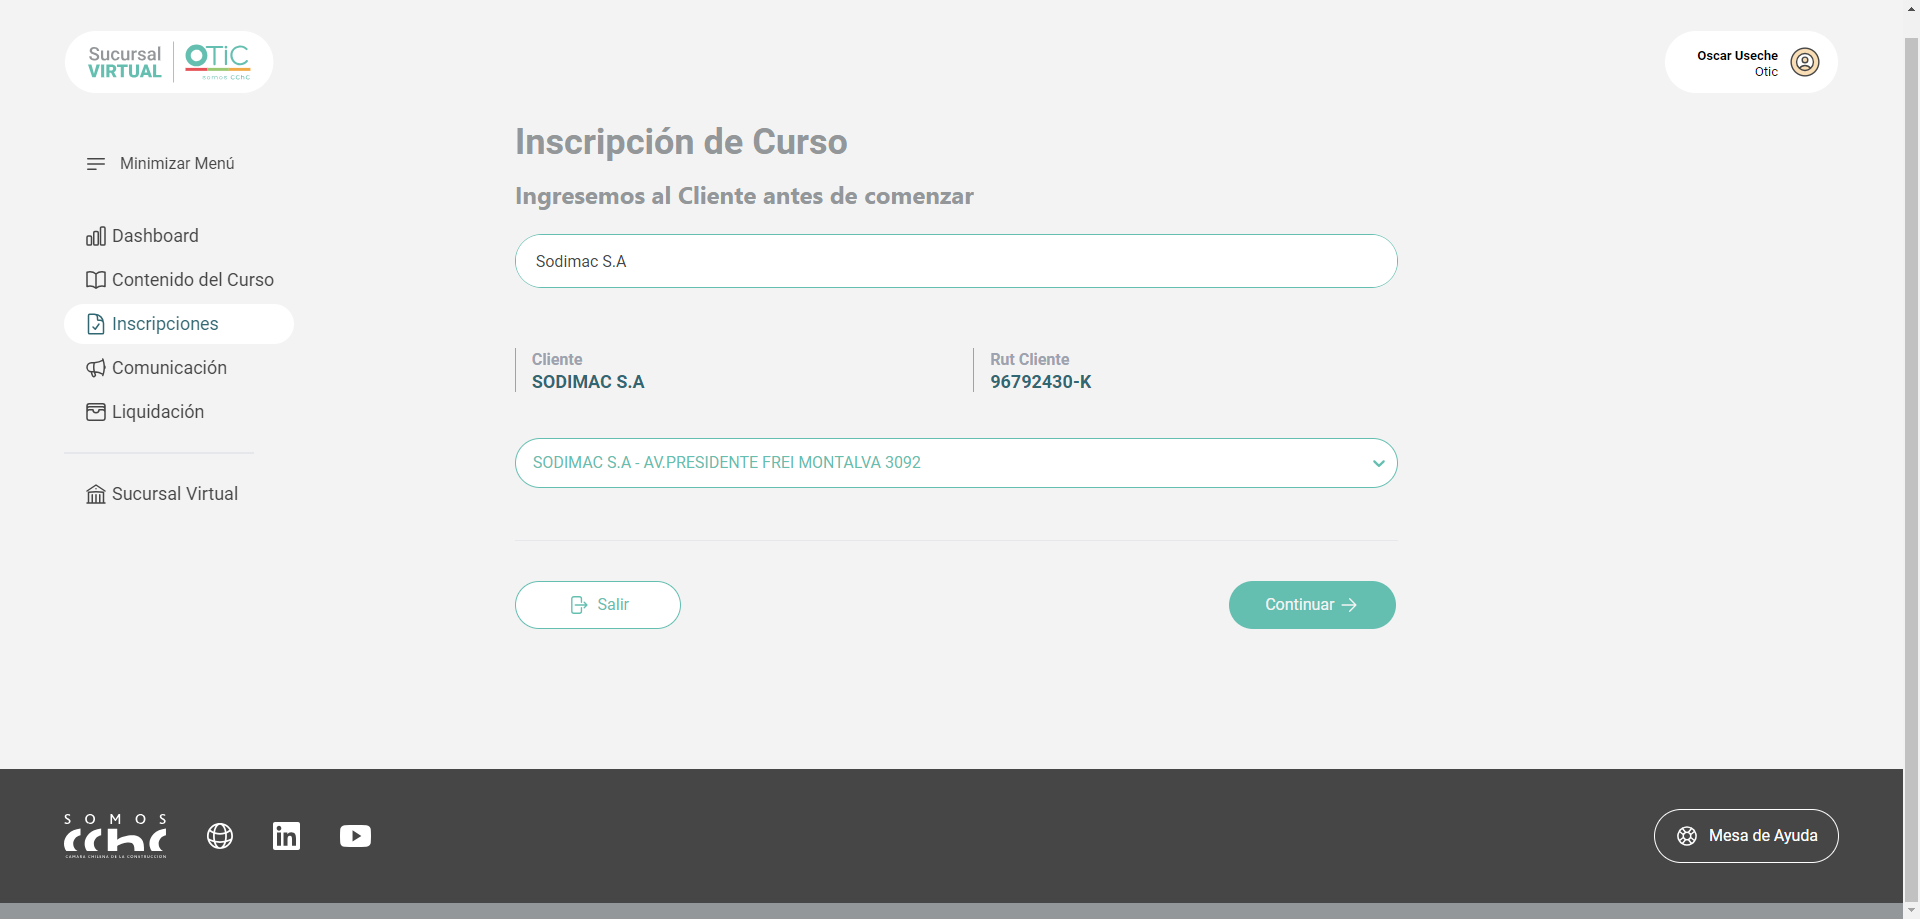 Sucursal
VIRTUAL
OTiC
somos cchc
Oscar Useche
Otic
Minimizar Menú
Dashboard
Contenido del Curso
Inscripciones
Comunicación
Liquidación
Sucursal Virtual
Inscripción de Curso
Ingresemos al Cliente antes de comenzar
Sodimac S.A
Cliente
SODIMAC S.A
Rut Cliente
96792430-K
SODIMAC S.A - AV.PRESIDENTE FREI MONTALVA 3092
Salir
Continuar
SOMOS
cchc
CÁMARA CHILENA DE LA CONSTRUCCIÓN
in
Mesa de Ayuda